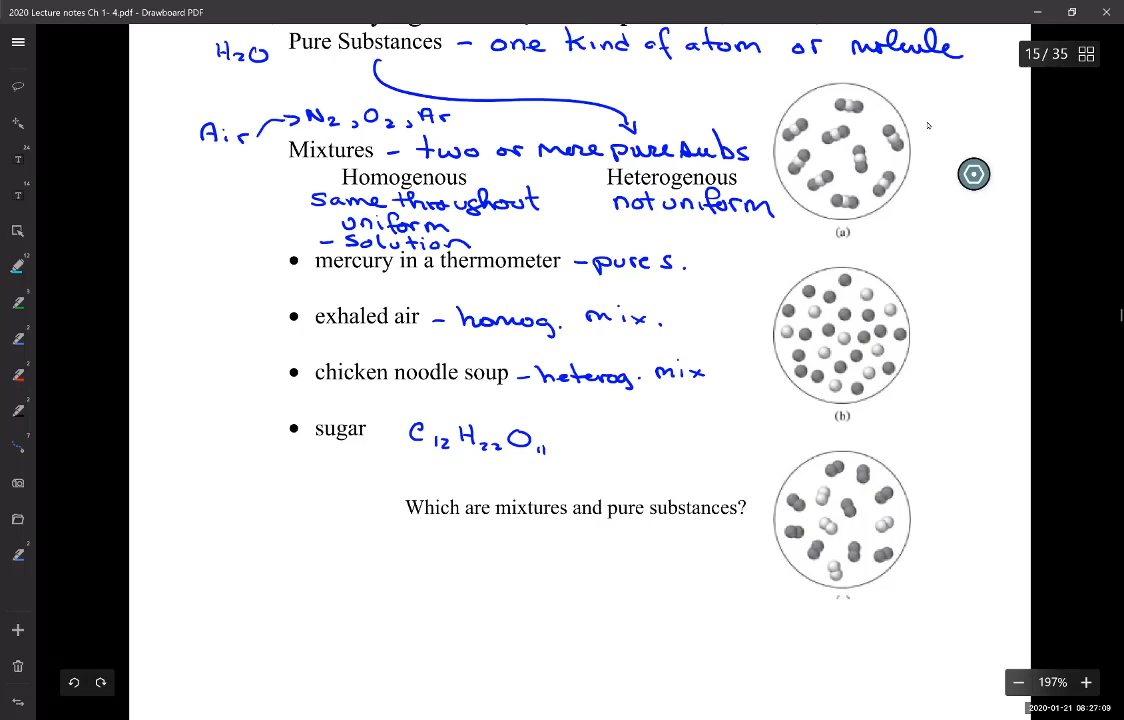 2020 Lecture notes Ch 1- 4.pdf - Drawboard PDF
15/35
H2O Pure Substances - one kind of atom or molecule
Air → N2, O2, Ar
Mixtures - two or more pure subs
Homogenous Heterogenous
same throughout not uniform
uniform
- solution
(a)
• mercury in a thermometer - pure s.
• exhaled air - homog. mix.
• chicken noodle soup - heterog. mix
(b)
• sugar C12H22O11
Which are mixtures and pure substances?
197%
2020-01-21 08:27:09